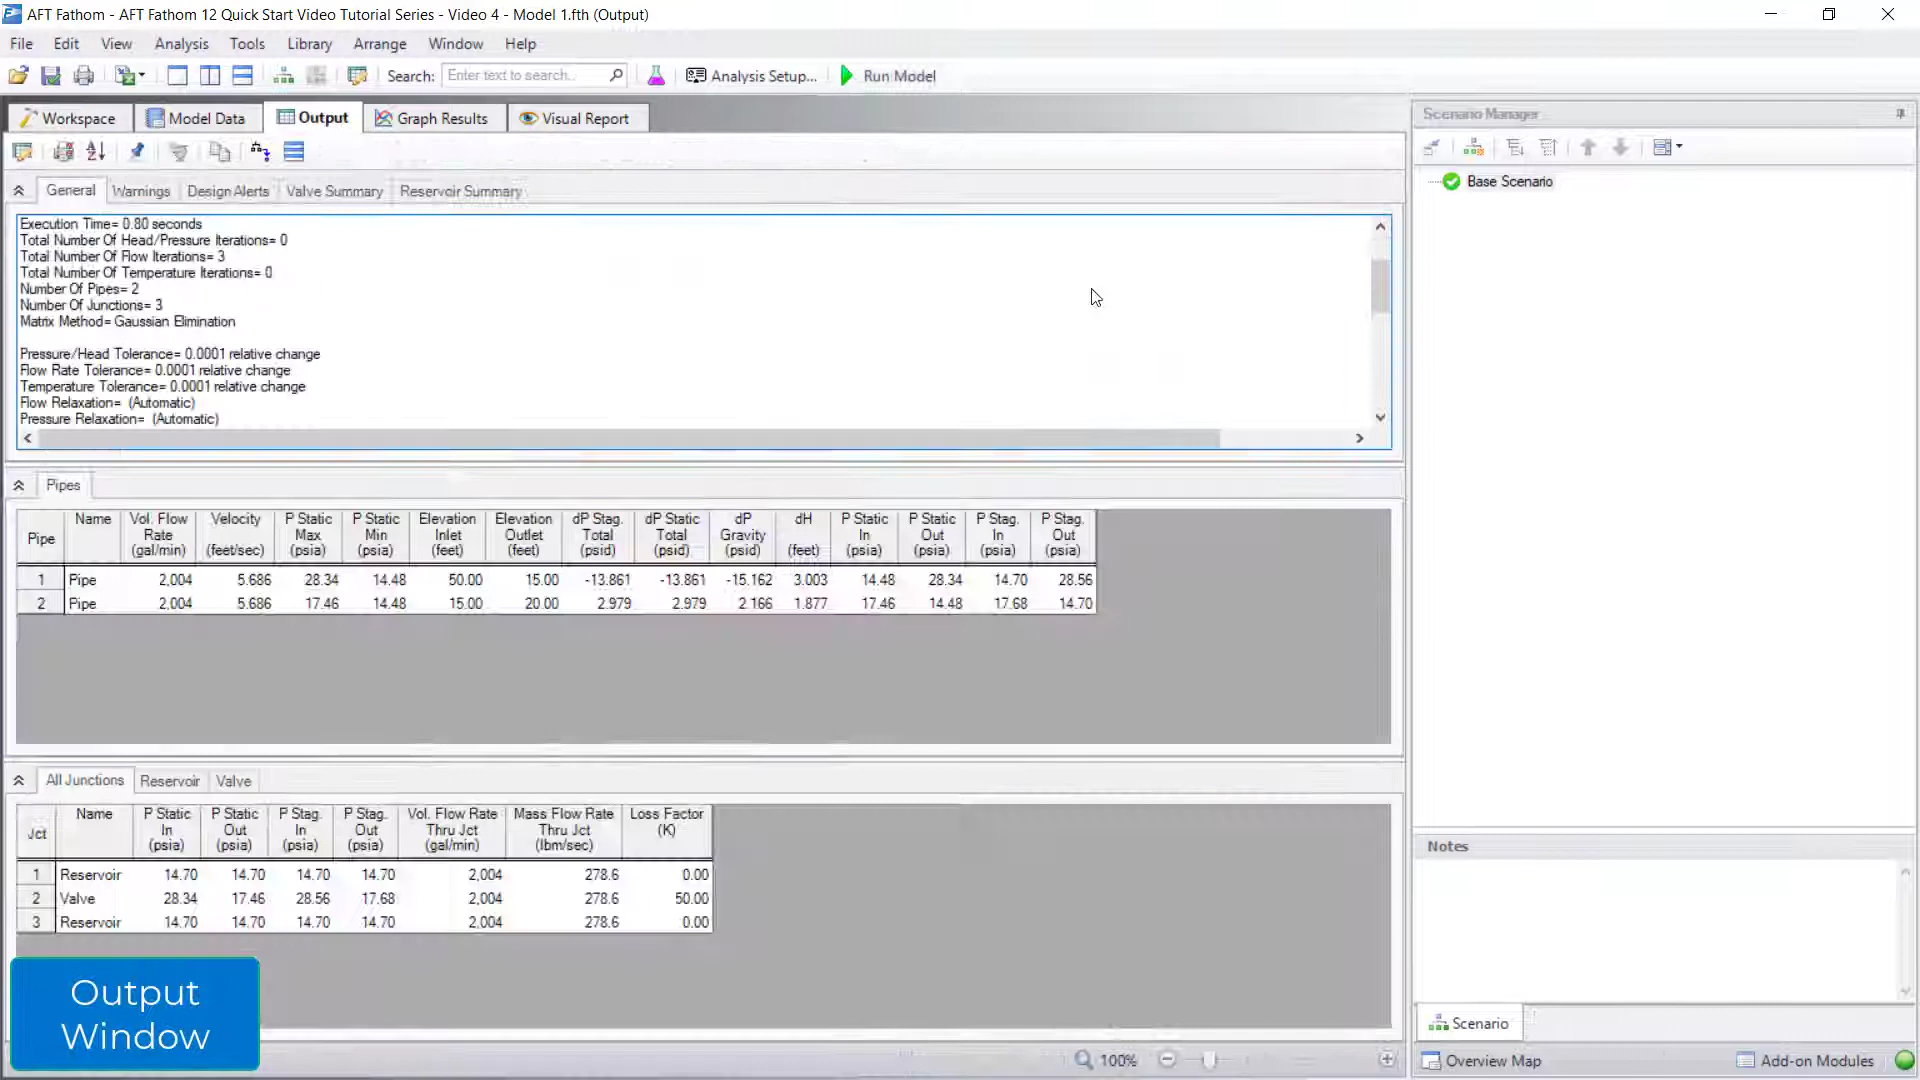 AFT Fathom - AFT Fathom 12 Quick Start Video Tutorial Series - Video 4 - Model 1.fth (Output)
File Edit View Analysis Tools Library Arrange Window Help
Search: Enter text to search.. Analysis Setup... Run Model
Workspace Model Data Output Graph Results Visual Report
General Warnings Design Alerts Valve Summary Reservoir Summary
Execution Time= 0.80 seconds
Total Number Of Head/Pressure Iterations= 0
Total Number Of Flow Iterations= 3
Total Number Of Temperature Iterations= 0
Number Of Pipes= 2
Number Of Junctions= 3
Matrix Method= Gaussian Elimination
Pressure/Head Tolerance= 0.0001 relative change
Flow Rate Tolerance= 0.0001 relative change
Temperature Tolerance= 0.0001 relative change
Flow Relaxation= (Automatic)
Pressure Relaxation= (Automatic)
Pipes
Name Vol. Flow Velocity P Static P Static Elevation Elevation dP Stag. dP Static dP dH P Static P Static P Stag. P Stag.
Pipe Rate Max Min Inlet Outlet Total Total Gravity In Out In Out
(gal/min) (feet/sec) (psia) (psia) (feet) (feet) (psid) (psid) (psid) (feet) (psia) (psia) (psia) (psia)
1 Pipe 2,004 5.686 28.34 14.48 50.00 15.00 -13.861 -13.861 -15.162 3.003 14.48 28.34 14.70 28.56
2 Pipe 2,004 5.686 17.46 14.48 15.00 20.00 2.979 2.979 2.166 1.877 17.46 14.48 17.68 14.70
All Junctions Reservoir Valve
Name P Static P Static P Stag. P Stag. Vol. Flow Rate Mass Flow Rate Loss Factor
Jct In Out In Out Thru Jct Thru Jct (K)
(psia) (psia) (psia) (psia) (gal/min) (lbm/sec)
1 Reservoir 14.70 14.70 14.70 14.70 2,004 278.6 0.00
2 Valve 28.34 17.46 28.56 17.68 2,004 278.6 50.00
3 Reservoir 14.70 14.70 14.70 14.70 2,004 278.6 0.00
Output
Window
100%
Scenario Manager
Base Scenario
Notes
Scenario
Overview Map Add-on Modules